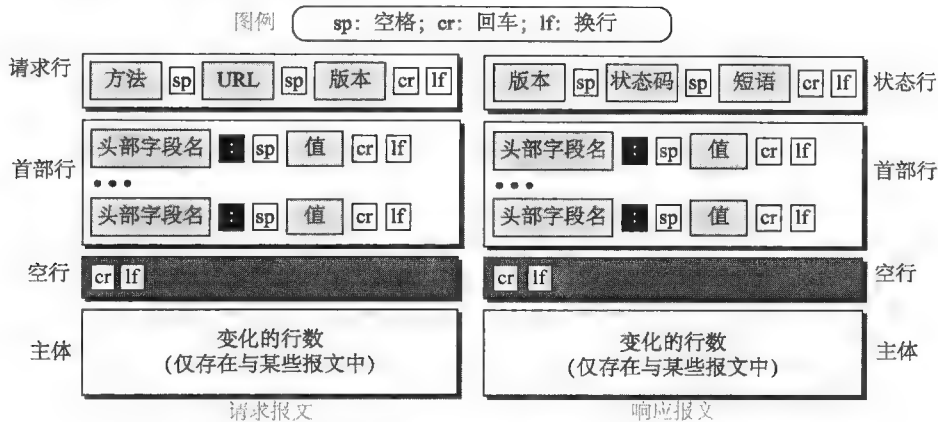 图例 sp: 空格; cr: 回车; lf: 换行
请求行 方法 sp URL sp 版本 cr lf
版本 sp 状态码 sp 短语 cr lf 状态行
首部行 头部字段名 : sp 值 cr lf
•••
头部字段名 : sp 值 cr lf
头部字段名 : sp 值 cr lf 首部行
•••
头部字段名 : sp 值 cr lf
空行 cr lf
cr lf 空行
主体 变化的行数
(仅存在与某些报文中)
变化的行数 主体
(仅存在与某些报文中)
请求报文
响应报文